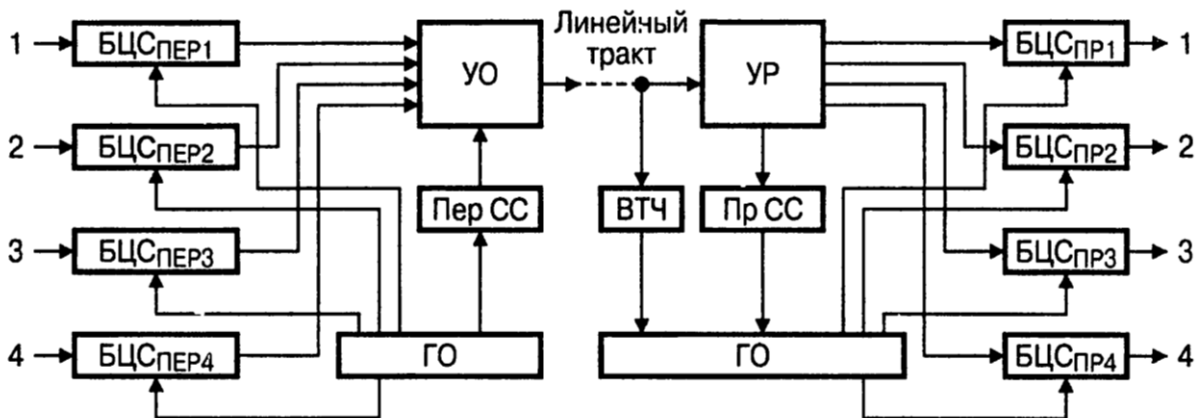 1 БЦСПЕР1 УО Линейный тракт УР БЦСПР1 1
2 БЦСПЕР2 БЦСПР2 2
Пер СС ВТЧ Пр СС
3 БЦСПЕР3 БЦСПР3 3
4 БЦСПЕР4 ГО ГО БЦСПР4 4